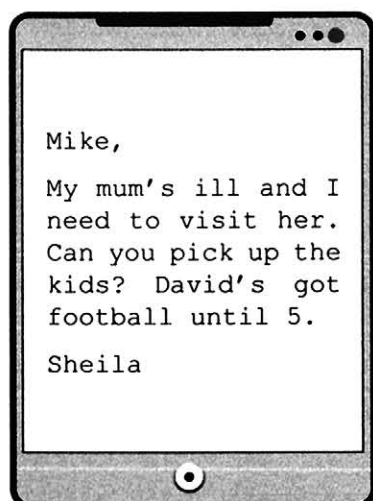 Mike,
My mum's ill and I
need to visit her.
Can you pick up the
kids? David's got
football until 5.
Sheila